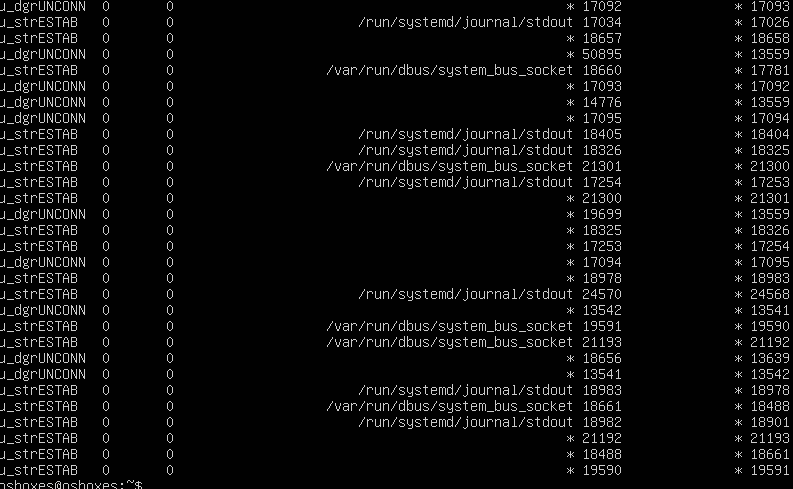 u_dgrUNCONN 0 0 * 17092 * 17093
u_strESTAB 0 0 /run/systemd/journal/stdout 17034 * 17026
u_strESTAB 0 0 * 18657 * 18658
u_dgrUNCONN 0 0 * 50895 * 13559
u_strESTAB 0 0 /var/run/dbus/system_bus_socket 18660 * 17781
u_dgrUNCONN 0 0 * 17093 * 17092
u_dgrUNCONN 0 0 * 14776 * 13559
u_dgrUNCONN 0 0 * 17095 * 17094
u_strESTAB 0 0 /run/systemd/journal/stdout 18405 * 18404
u_strESTAB 0 0 /run/systemd/journal/stdout 18326 * 18325
u_strESTAB 0 0 /var/run/dbus/system_bus_socket 21301 * 21300
u_strESTAB 0 0 /run/systemd/journal/stdout 17254 * 17253
u_strESTAB 0 0 * 21300 * 21301
u_dgrUNCONN 0 0 * 19699 * 13559
u_strESTAB 0 0 * 18325 * 18326
u_strESTAB 0 0 * 17253 * 17254
u_dgrUNCONN 0 0 * 17094 * 17095
u_strESTAB 0 0 * 18978 * 18983
u_strESTAB 0 0 /run/systemd/journal/stdout 24570 * 24568
u_dgrUNCONN 0 0 * 13542 * 13541
u_strESTAB 0 0 /var/run/dbus/system_bus_socket 19591 * 19590
u_strESTAB 0 0 /var/run/dbus/system_bus_socket 21193 * 21192
u_dgrUNCONN 0 0 * 18656 * 13639
u_dgrUNCONN 0 0 * 13541 * 13542
u_strESTAB 0 0 /run/systemd/journal/stdout 18983 * 18978
u_strESTAB 0 0 /var/run/dbus/system_bus_socket 18661 * 18488
u_strESTAB 0 0 /run/systemd/journal/stdout 18982 * 18901
u_strESTAB 0 0 * 21192 * 21193
u_strESTAB 0 0 * 18488 * 18661
u_strESTAB 0 0 * 19590 * 19591
osboxes@osboxes:~$